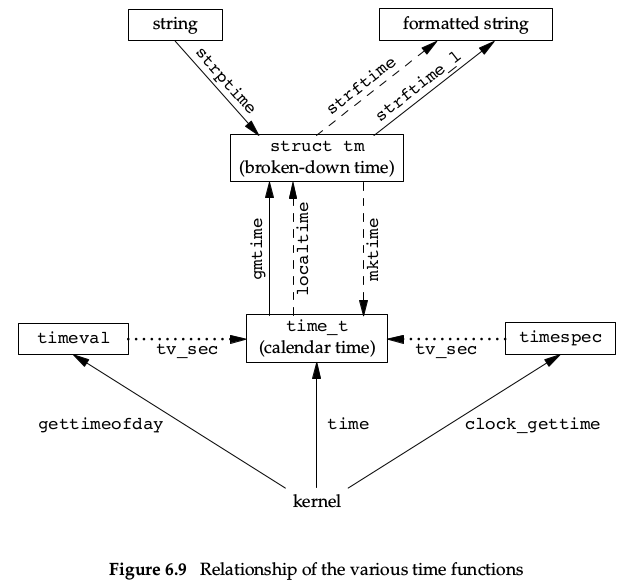 string
formatted string
strptime
strftime
strftime_l
struct tm
(broken-down time)
gmtime
localtime
mktime
timeval
tv_sec
time_t
(calendar time)
tv_sec
timespec
gettimeofday
time
clock_gettime
kernel
Figure 6.9 Relationship of the various time functions